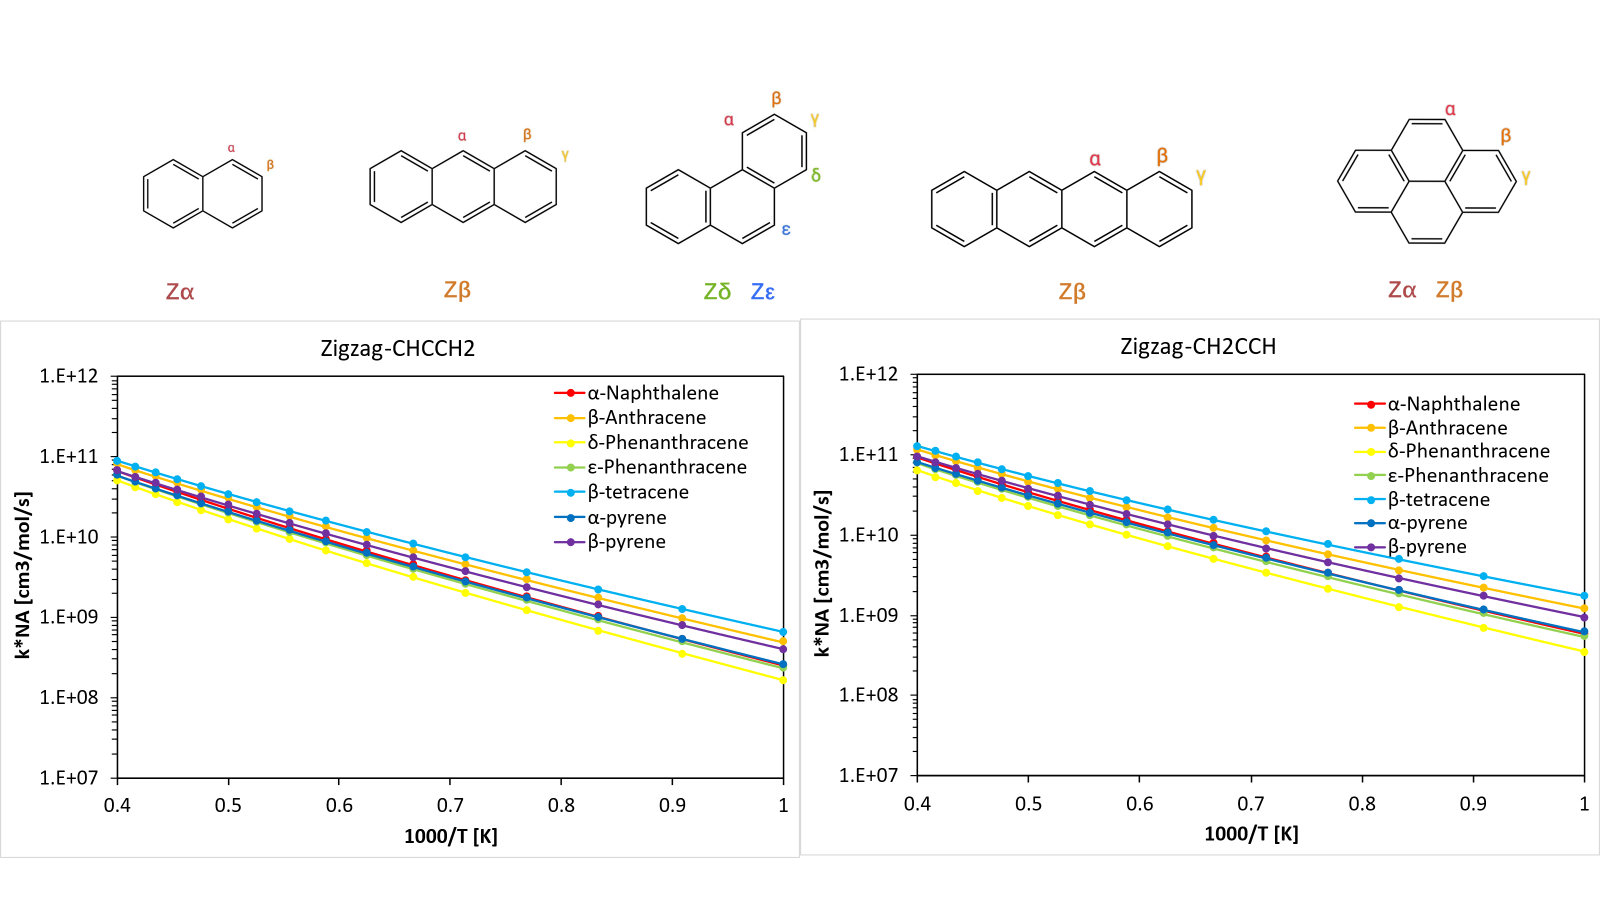 α
β
α
β
γ
α
β
γ
δ
ε
α
β
γ
α
β
γ
Zα
Zβ
Zδ Zε
Zβ
Zα Zβ
Zigzag-CHCCH2
1.E+12
1.E+11
1.E+10
1.E+09
1.E+08
1.E+07
k*NA [cm3/mol/s]
α-Naphthalene
β-Anthracene
δ-Phenanthracene
ε-Phenanthracene
β-tetracene
α-pyrene
β-pyrene
0.4 0.5 0.6 0.7 0.8 0.9 1
1000/T [K]
Zigzag-CH2CCH
1.E+12
1.E+11
1.E+10
1.E+09
1.E+08
1.E+07
k*NA [cm3/mol/s]
α-Naphthalene
β-Anthracene
δ-Phenanthracene
ε-Phenanthracene
β-tetracene
α-pyrene
β-pyrene
0.4 0.5 0.6 0.7 0.8 0.9 1
1000/T [K]